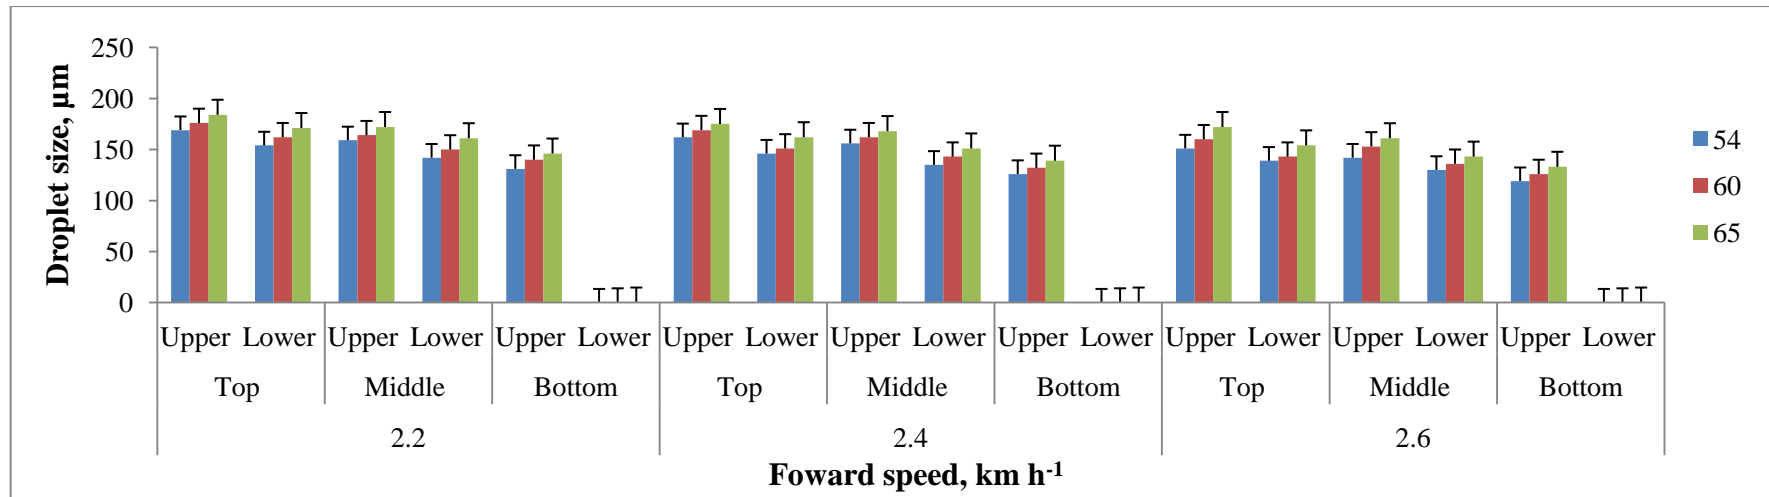 Droplet size, µm
250
200
150
100
50
0
Upper Lower Upper Lower Upper Lower Upper Lower Upper Lower Upper Lower Upper Lower Upper Lower Upper Lower
Top Middle Bottom Top Middle Bottom Top Middle Bottom
2.2 2.4 2.6
Foward speed, km h⁻¹
54
60
65